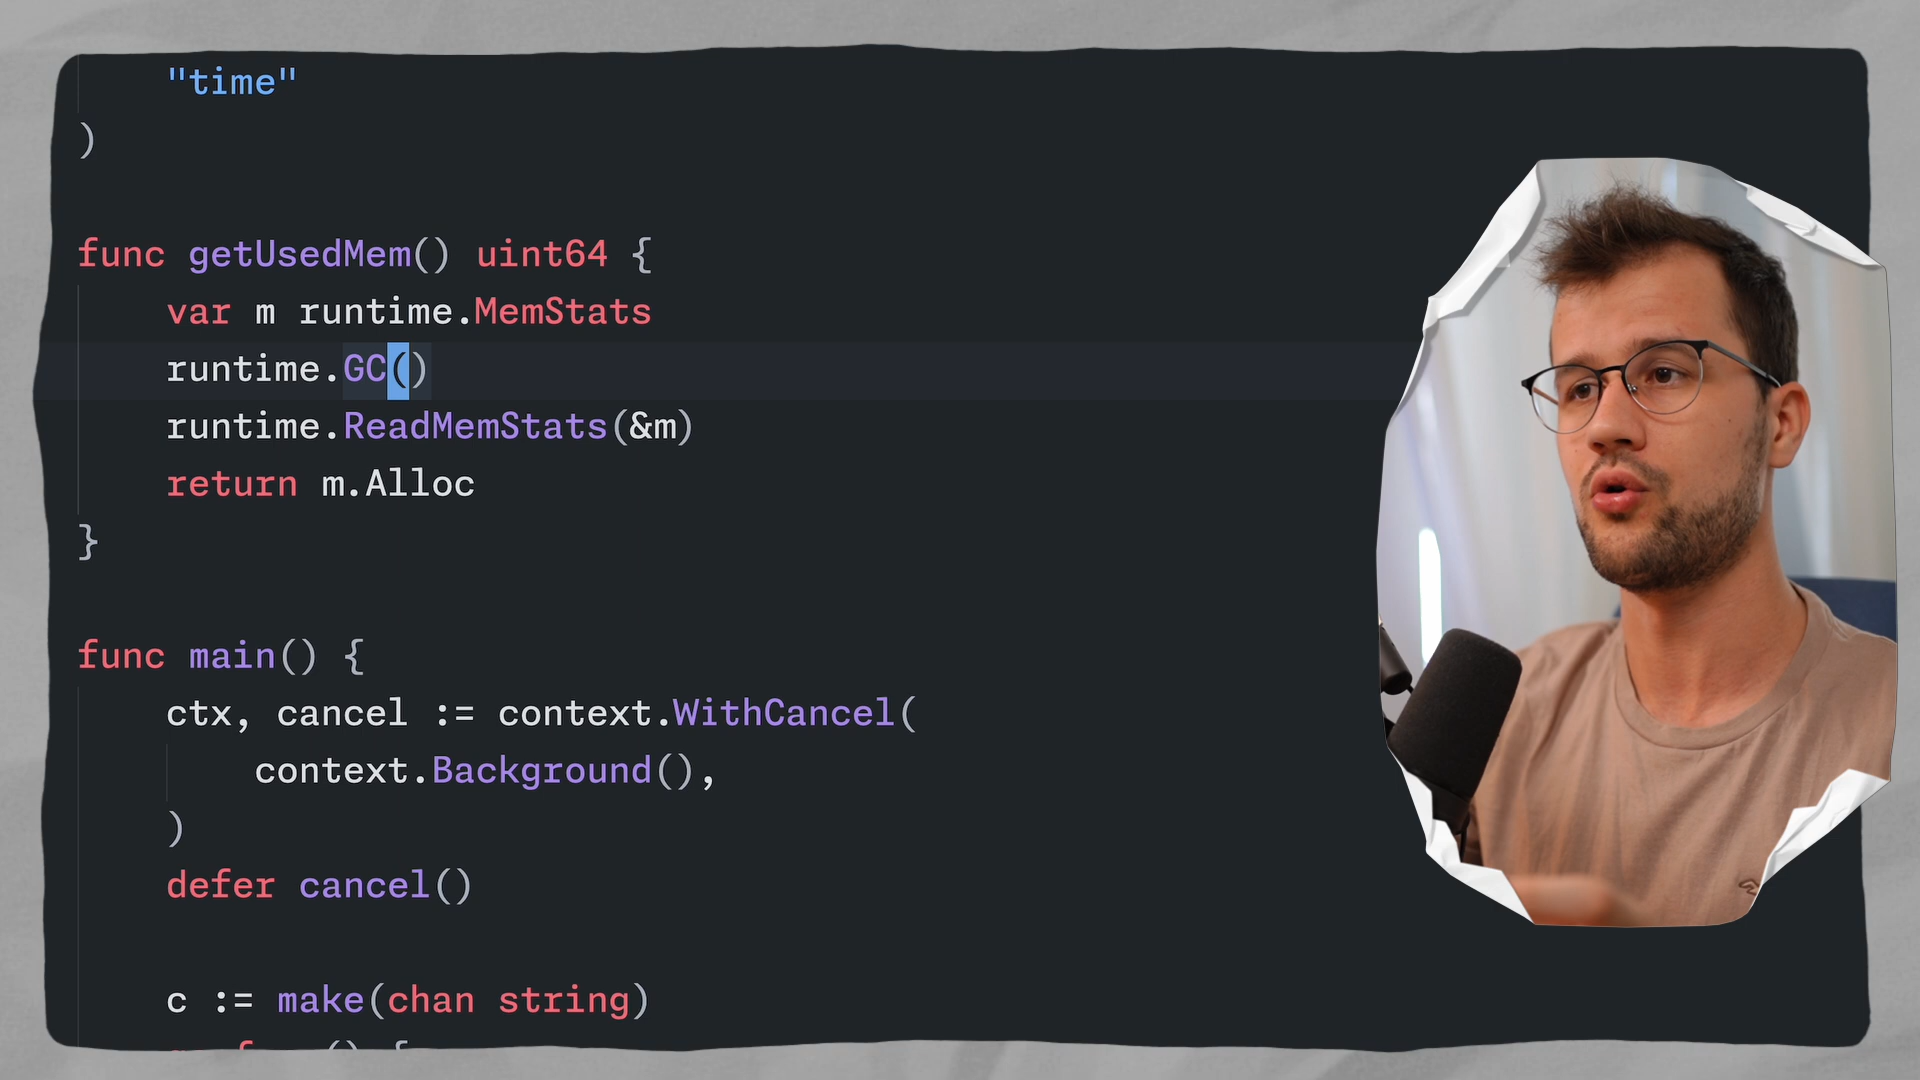 "time"
)
func getUsedMem() uint64 {
var m runtime.MemStats
runtime.GC()
runtime.ReadMemStats(&m)
return m.Alloc
}
func main() {
ctx, cancel := context.WithCancel(
context.Background(),
)
defer cancel()
c := make(chan string)